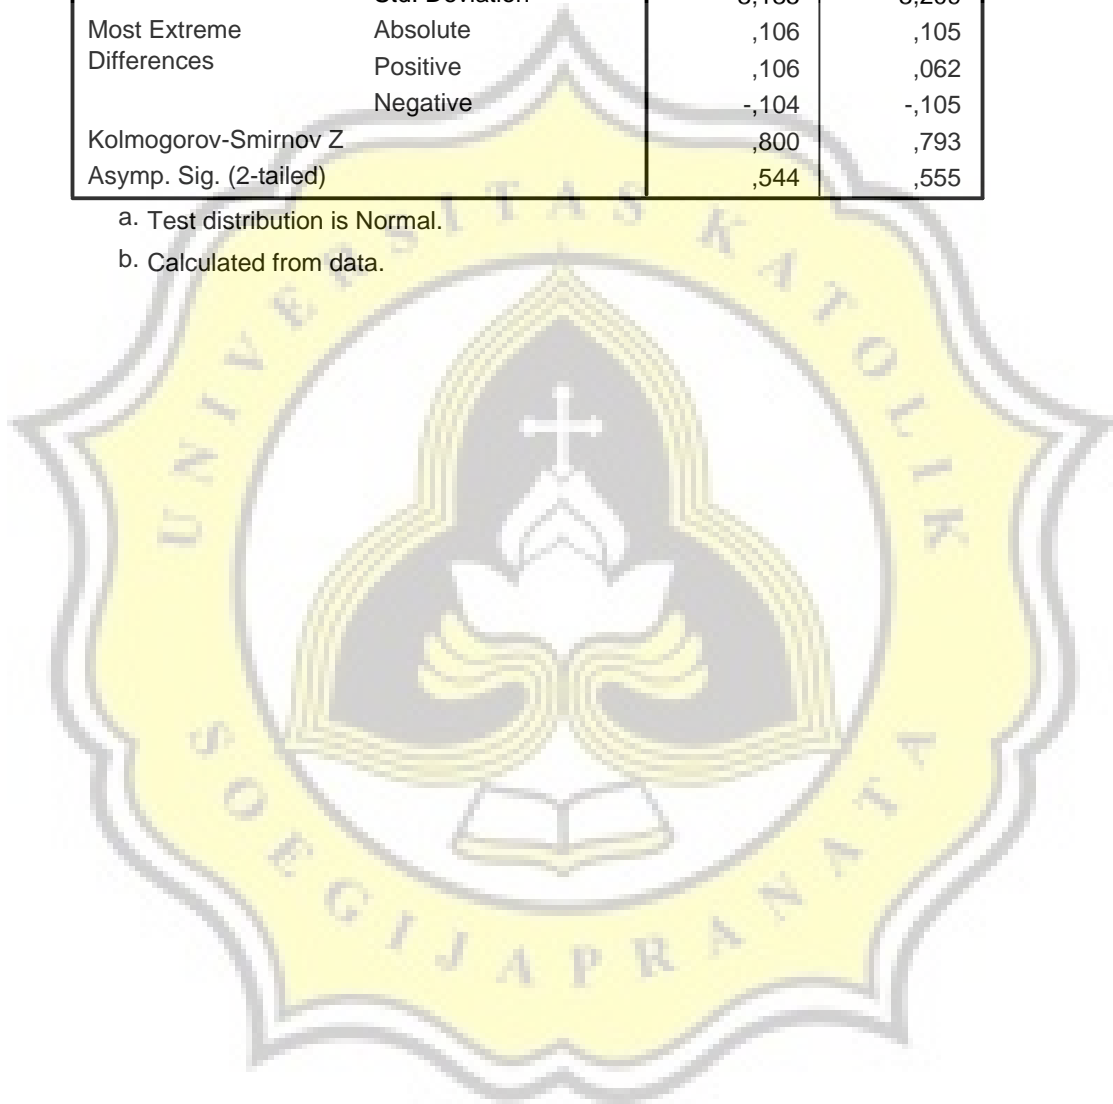 Most Extreme Absolute ,106 ,105
Differences Positive ,106 ,062
Negative -,104 -,105
Kolmogorov-Smirnov Z ,800 ,793
Asymp. Sig. (2-tailed) ,544 ,555
a. Test distribution is Normal.
b. Calculated from data.
UNIVERSITAS KATOLIK
SOEGIJAPRANATA